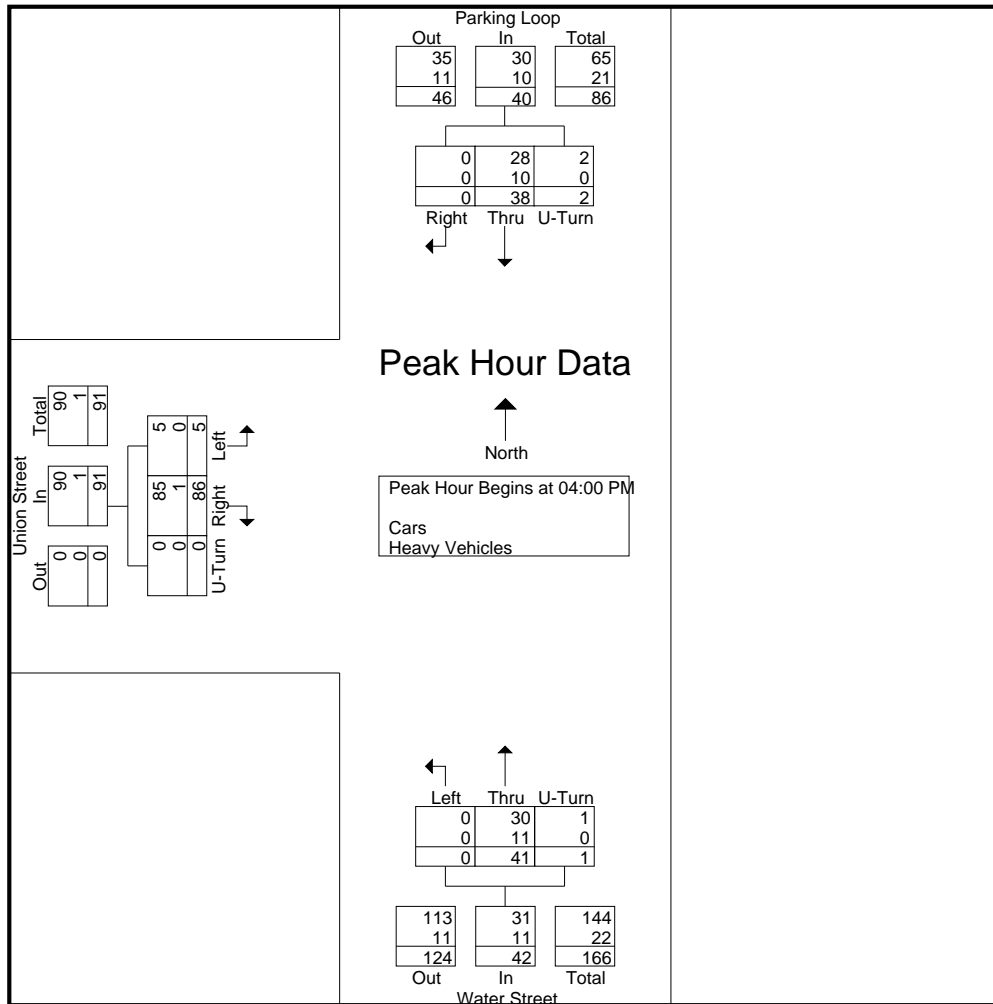 Parking Loop
Out In Total
35 30 65
11 10 21
46 40 86
0 28 2
0 10 0
0 38 2
Right Thru U-Turn
Peak Hour Data
North
Peak Hour Begins at 04:00 PM
Cars
Heavy Vehicles
Union Street
Out In Total
0 90 90
0 1 1
0 91 91
0 85 5
0 1 0
0 86 5
U-Turn Right Left
Left Thru U-Turn
0 30 1
0 11 0
0 41 1
113 31 144
11 11 22
124 42 166
Out In Total
Water Street